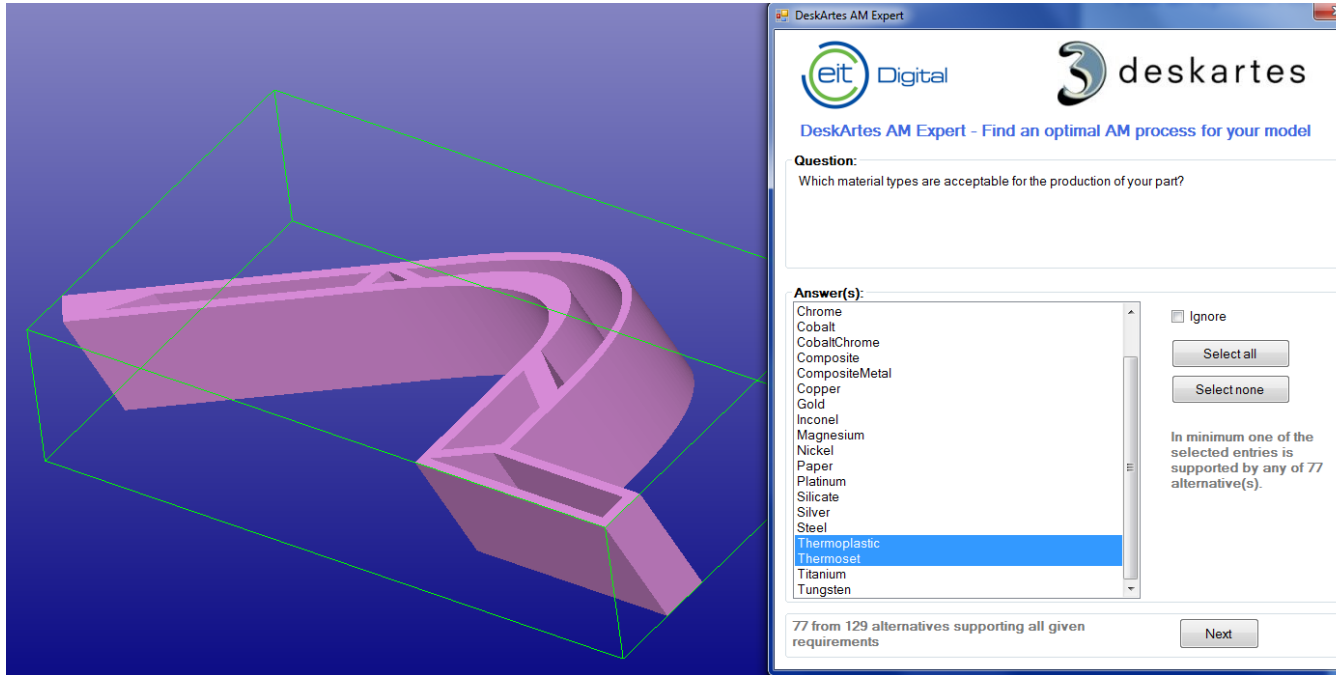 DeskArtes AM Expert
eit Digital
deskartes
DeskArtes AM Expert - Find an optimal AM process for your model
Question:
Which material types are acceptable for the production of your part?
Answer(s):
Chrome
Cobalt
CobaltChrome
Composite
CompositeMetal
Copper
Gold
Inconel
Magnesium
Nickel
Paper
Platinum
Silicate
Silver
Steel
Thermoplastic
Thermoset
Titanium
Tungsten
Ignore
Select all
Select none
In minimum one of the
selected entries is
supported by any of 77
alternative(s).
77 from 129 alternatives supporting all given
requirements
Next